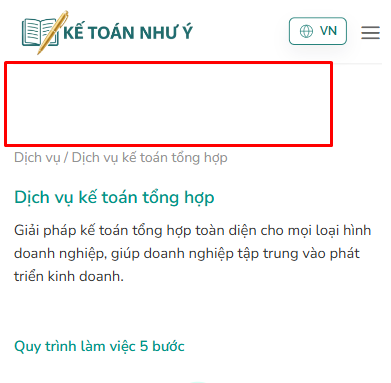 KẾ TOÁN NHƯ Ý
VN
Dịch vụ / Dịch vụ kế toán tổng hợp
Dịch vụ kế toán tổng hợp
Giải pháp kế toán tổng hợp toàn diện cho mọi loại hình
doanh nghiệp, giúp doanh nghiệp tập trung vào phát
triển kinh doanh.
Quy trình làm việc 5 bước